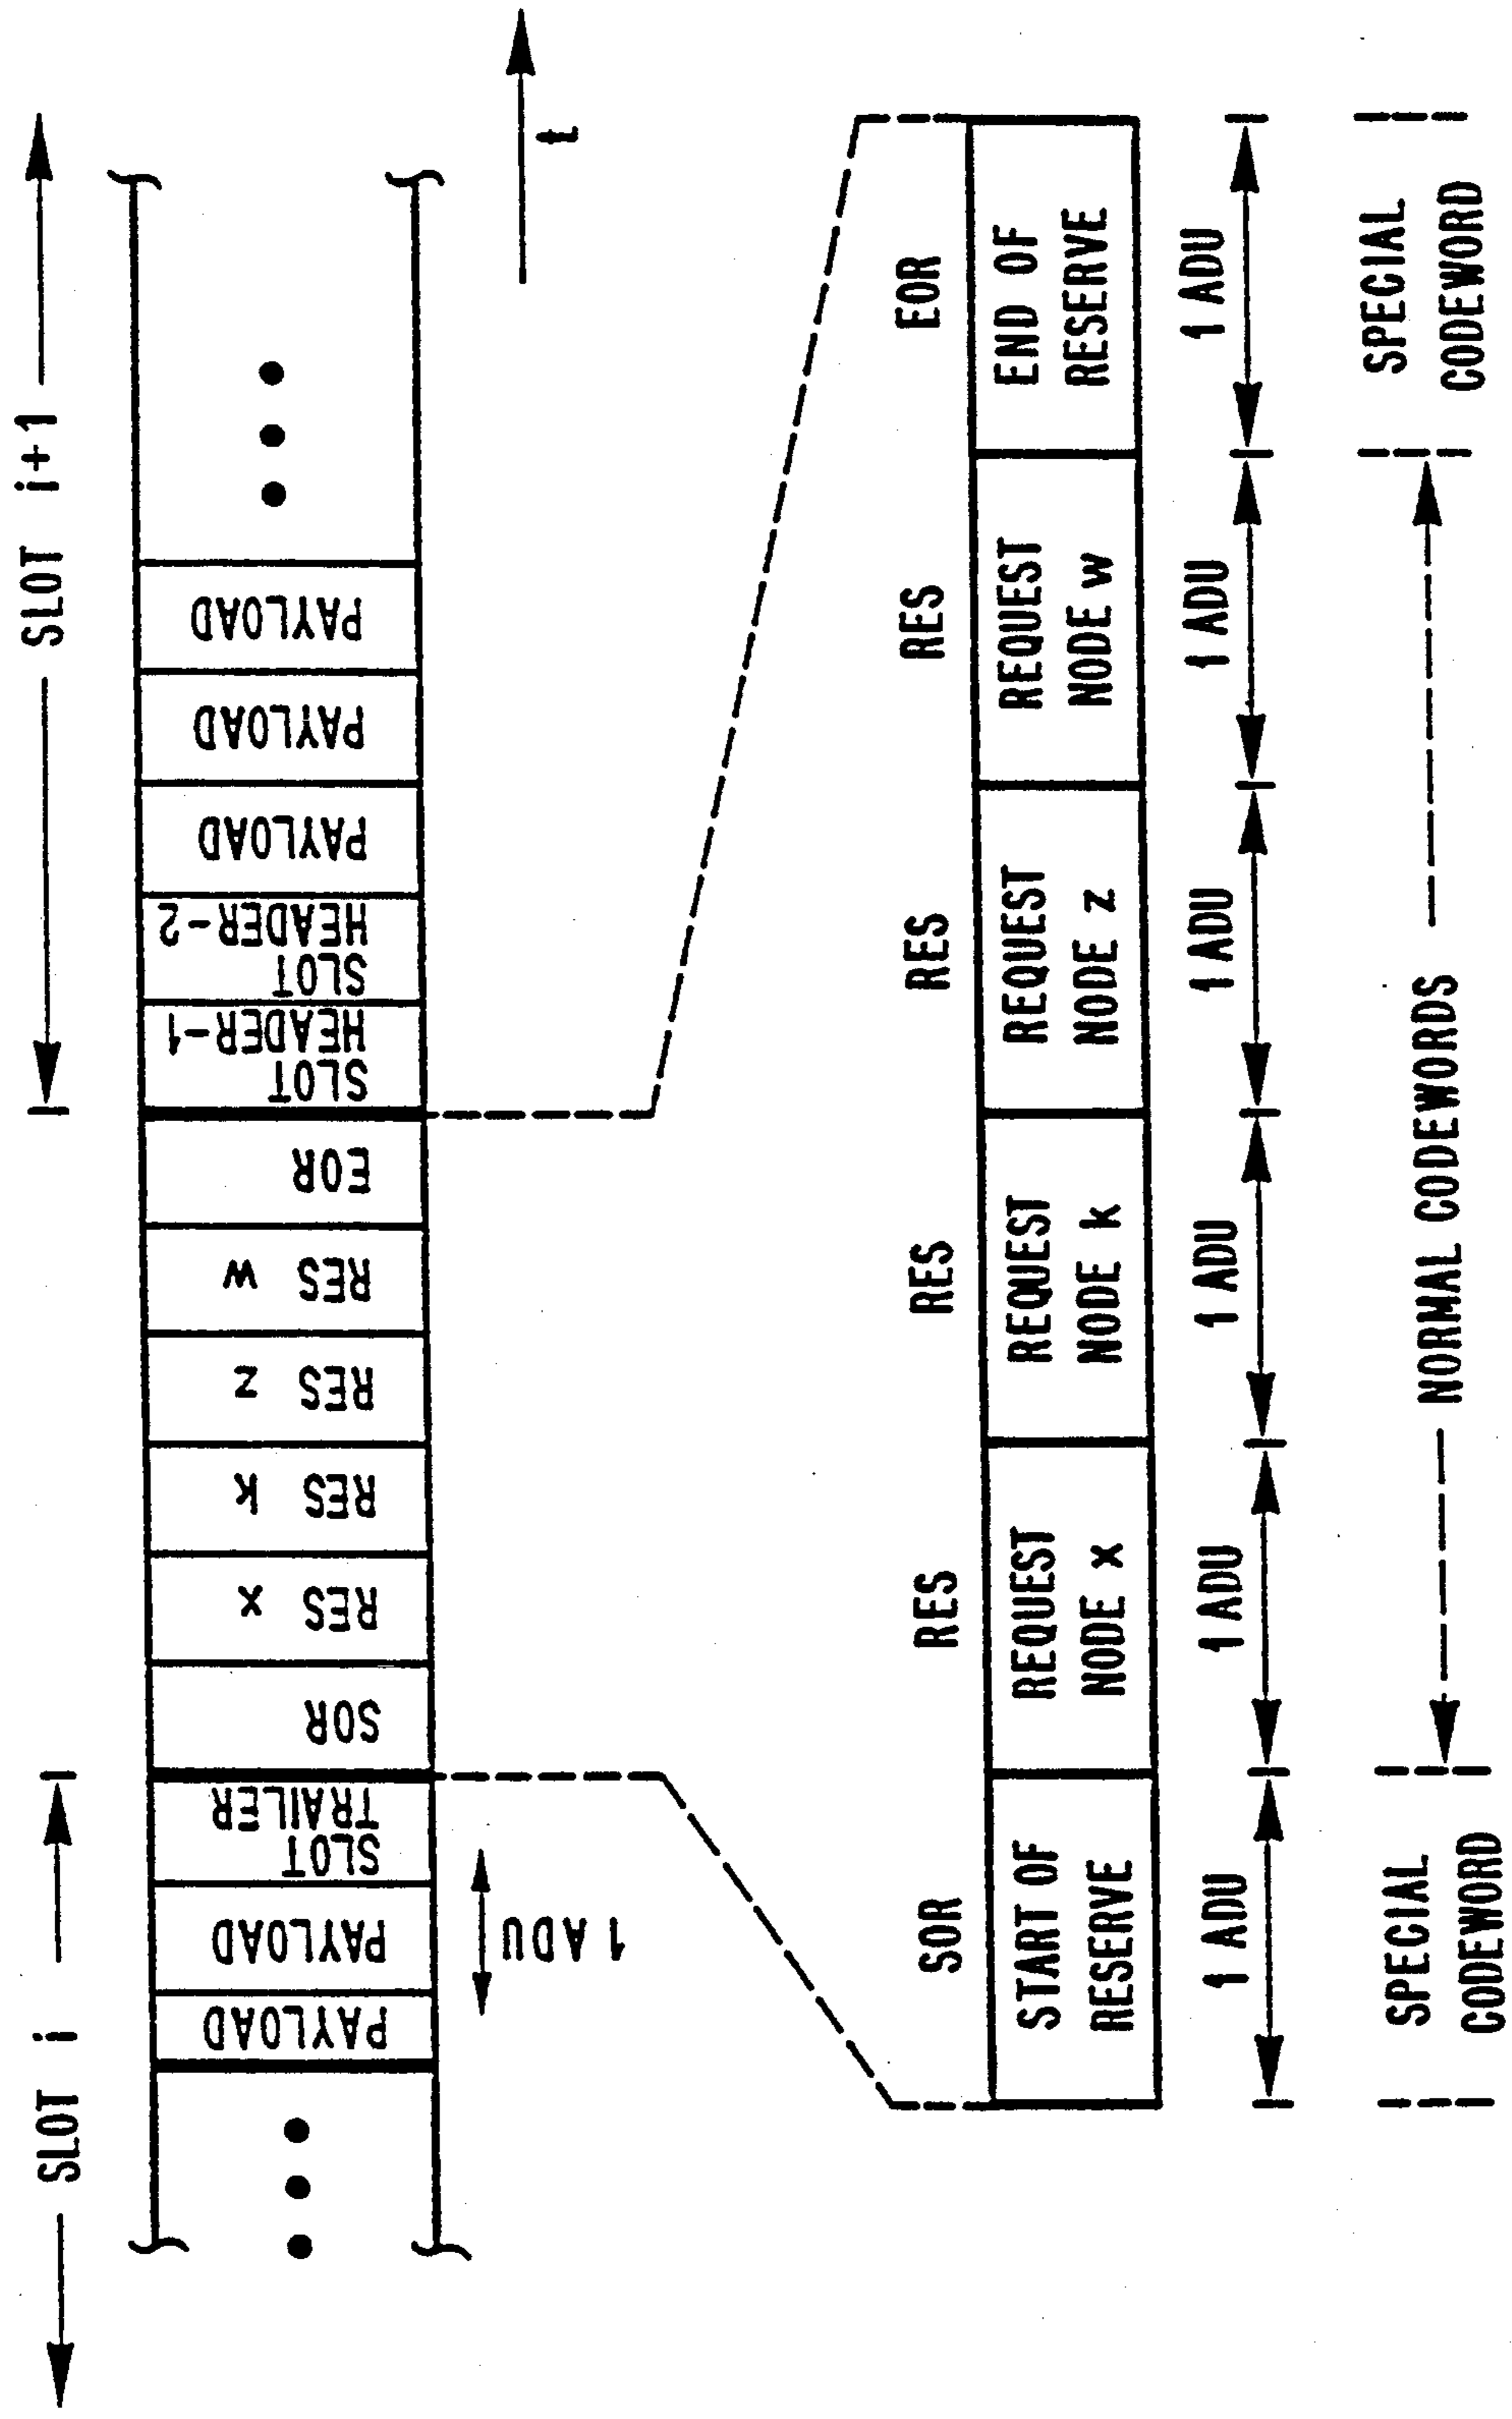 SLOT i
SLOT i+1
PAYLOAD
PAYLOAD
SLOT
TRAILER
SOR
RES x
RES k
RES z
RES w
EOR
SLOT
HEADER-1
SLOT
HEADER-2
PAYLOAD
PAYLOAD
PAYLOAD
1 ADU
t
SOR
RES
RES
RES
RES
EOR
START OF
RESERVE
REQUEST
NODE x
REQUEST
NODE k
REQUEST
NODE z
REQUEST
NODE w
END OF
RESERVE
1 ADU
1 ADU
1 ADU
1 ADU
1 ADU
1 ADU
SPECIAL
CODEWORD
NORMAL CODEWORDS
SPECIAL
CODEWORD